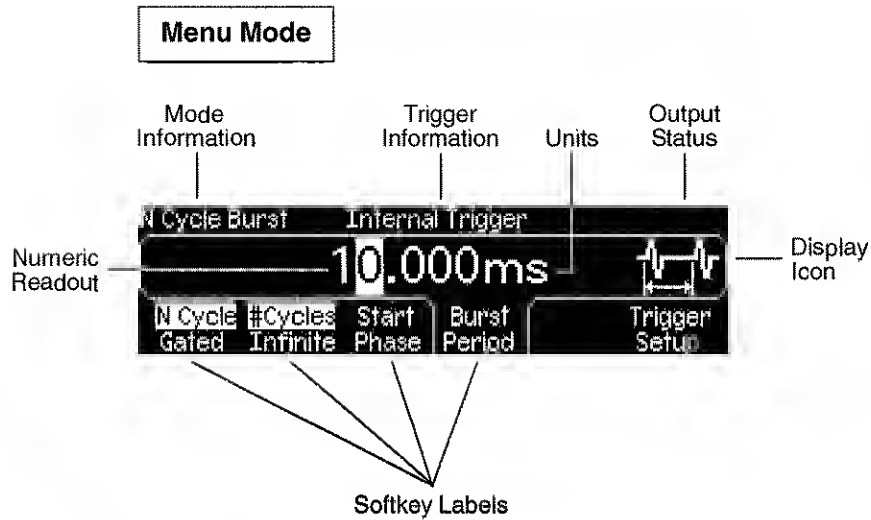 Menu Mode
Mode
Information
Trigger
Information
Units
Output
Status
N Cycle Burst
Internal Trigger
Numeric
Readout
10.000ms
Display
Icon
N Cycle
Gated
#Cycles
Infinite
Start
Phase
Burst
Period
Trigger
Setup
Softkey Labels